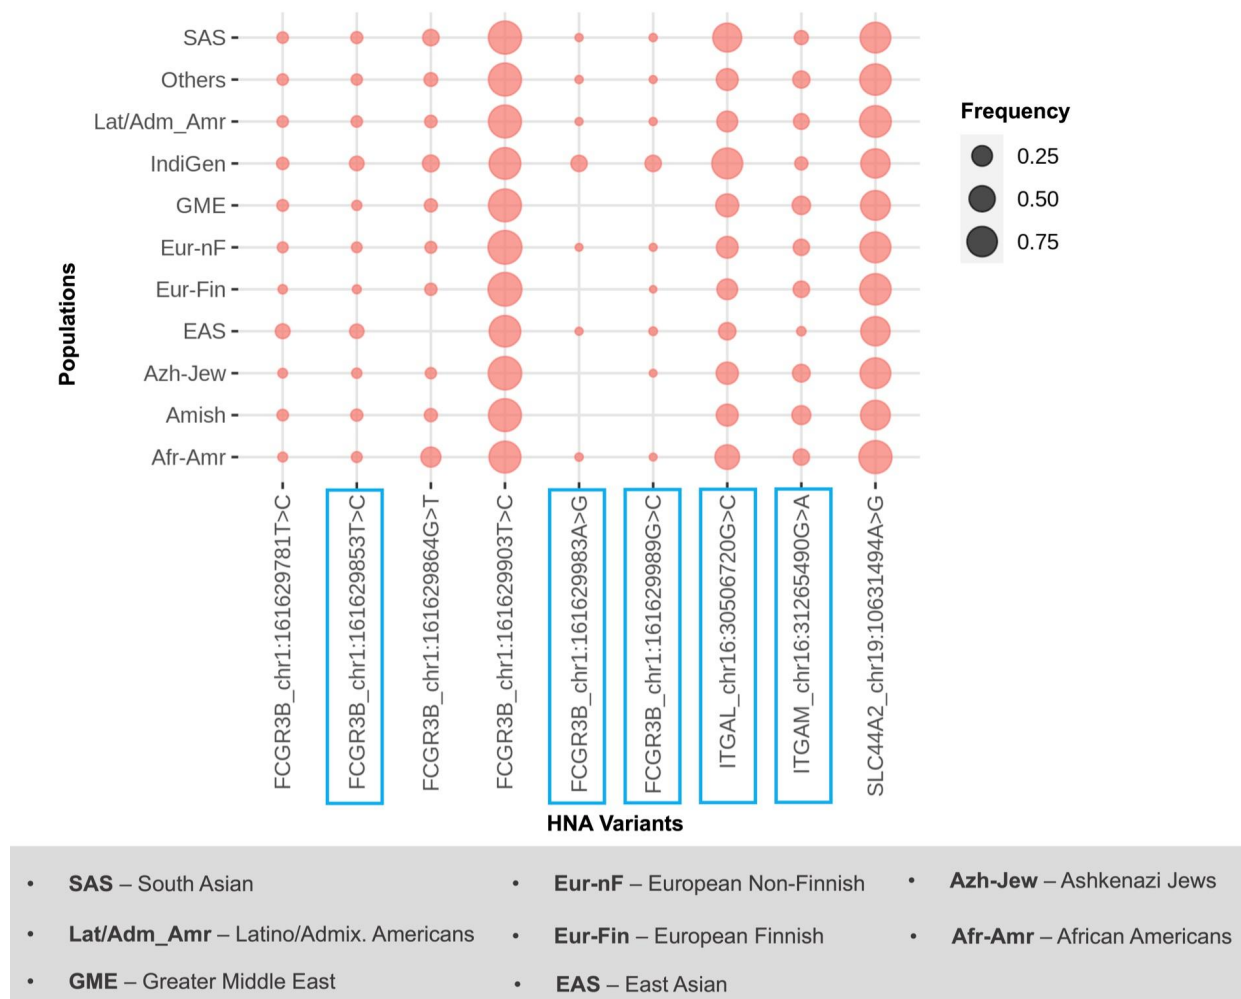 SAS
Others
Lat/Adm_Amr
IndiGen
GME
Eur-nF
Eur-Fin
EAS
Azh-Jew
Amish
Afr-Amr
Populations
FCGR3B_chr1:161629781T>C
FCGR3B_chr1:161629853T>C
FCGR3B_chr1:161629864G>T
FCGR3B_chr1:161629903T>C
FCGR3B_chr1:161629983A>G
FCGR3B_chr1:161629989G>C
ITGAL_chr16:30506720G>C
ITGAM_chr16:31265490G>A
SLC44A2_chr19:10631494A>G
HNA Variants
Frequency
0.25
0.50
0.75
• SAS – South Asian
• Lat/Adm_Amr – Latino/Admix. Americans
• GME – Greater Middle East
• Eur-nF – European Non-Finnish
• Eur-Fin – European Finnish
• EAS – East Asian
• Azh-Jew – Ashkenazi Jews
• Afr-Amr – African Americans